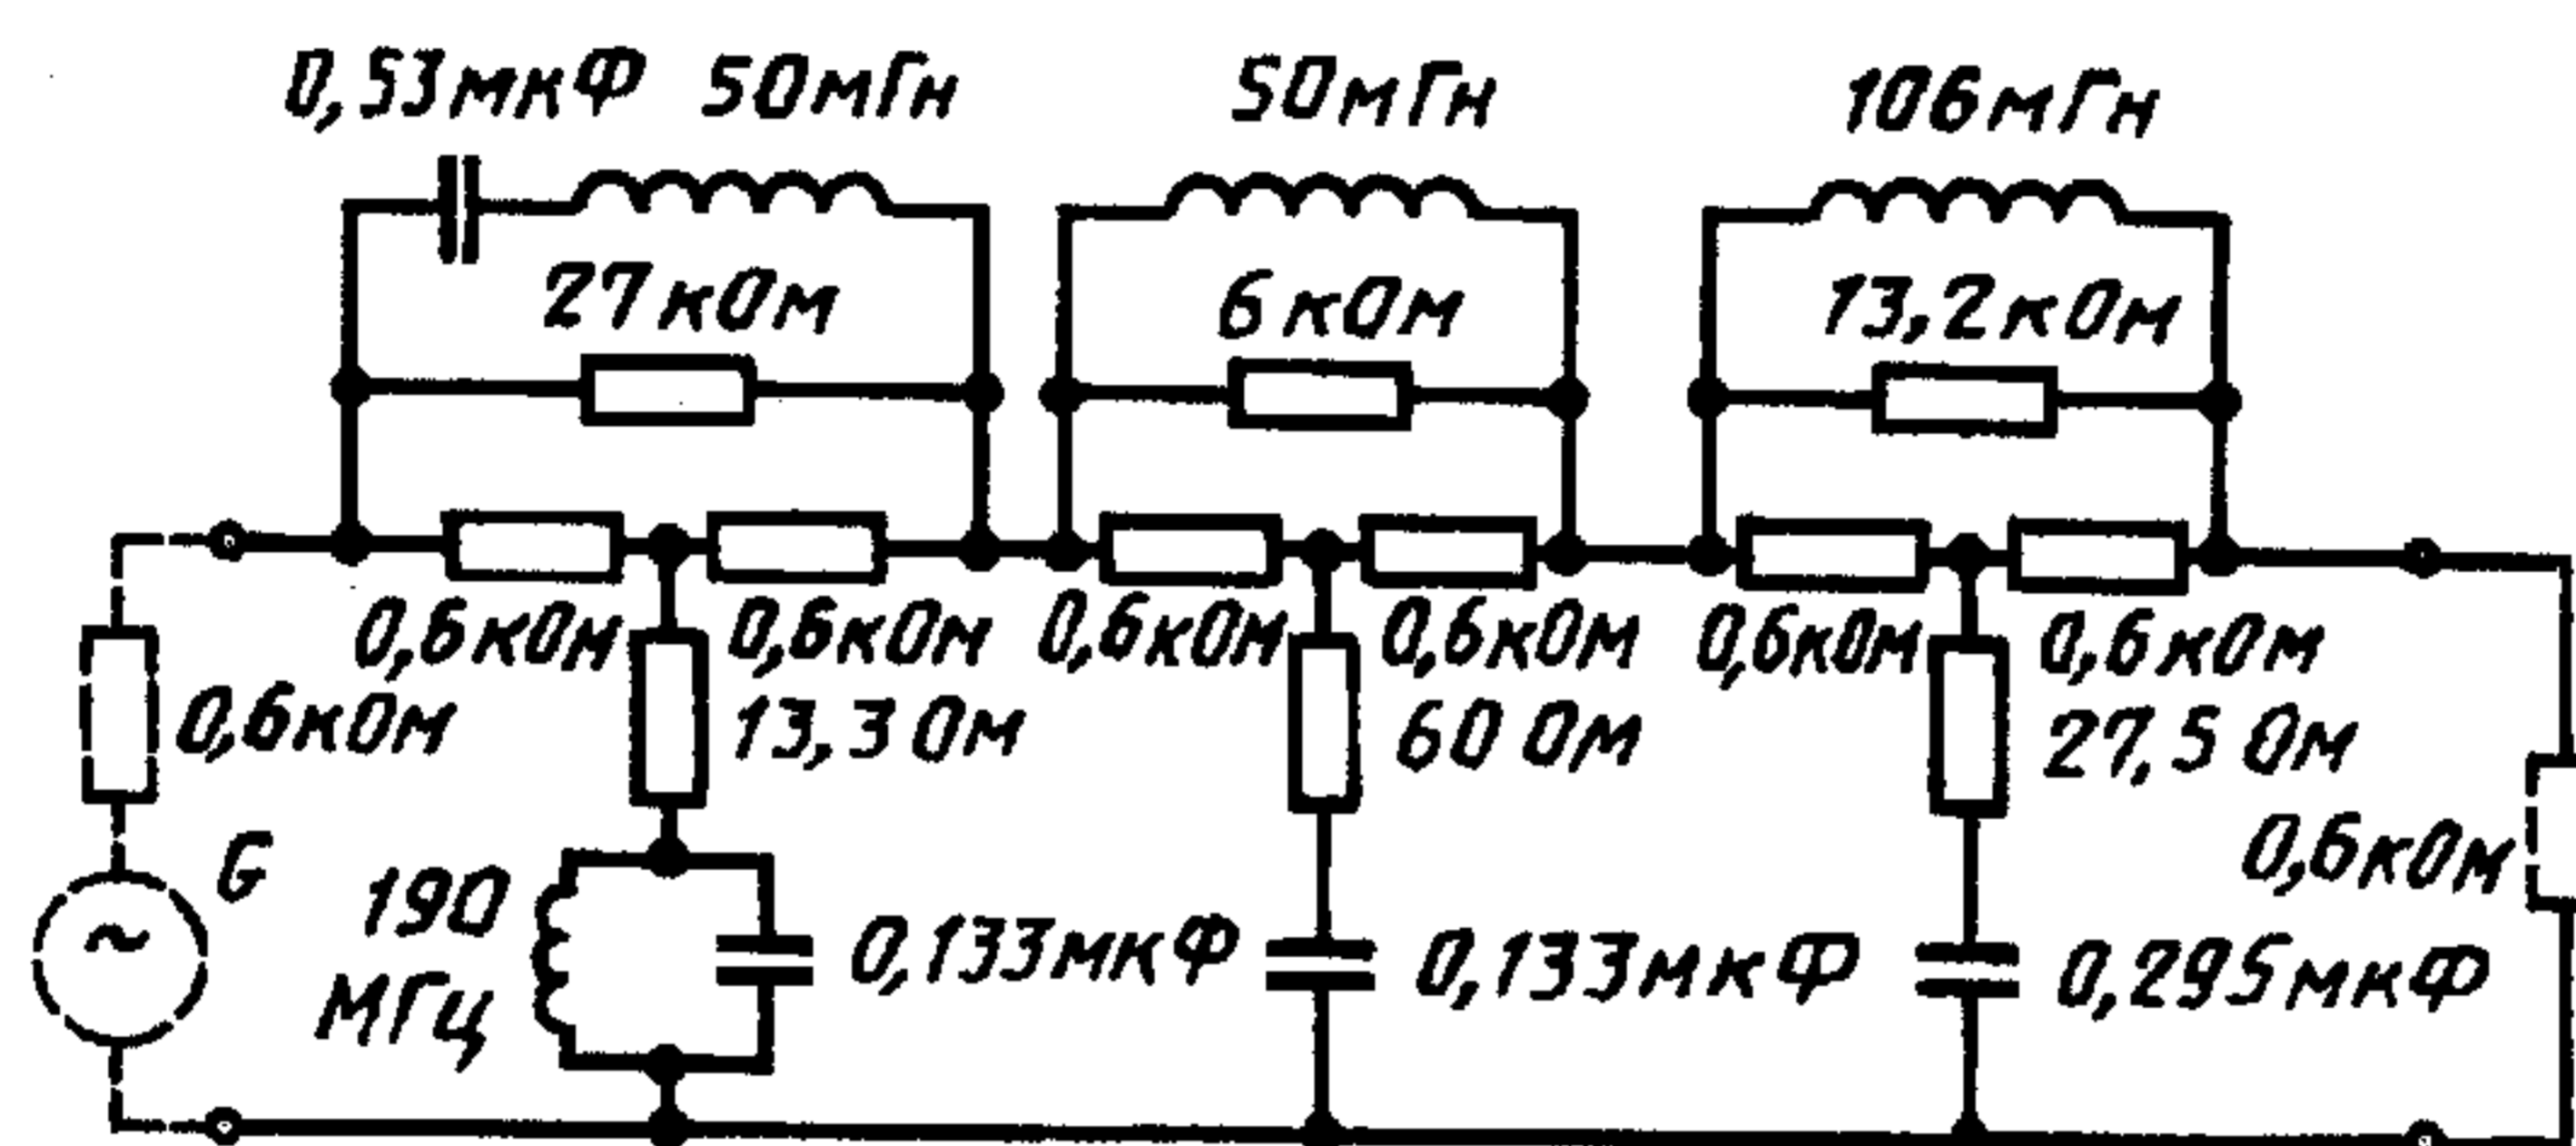 0,53мкФ 50мГн 50мГн 106мГн
27кОм 6кОм 13,2кОм
0,6кОм 0,6кОм 0,6кОм 0,6кОм 0,6кОм 0,6кОм
0,6кОм 13,3 Ом 60 Ом 27,5 Ом
G 0,6кОм
~ 190 0,133мкФ 0,133мкФ 0,295мкФ
МГц